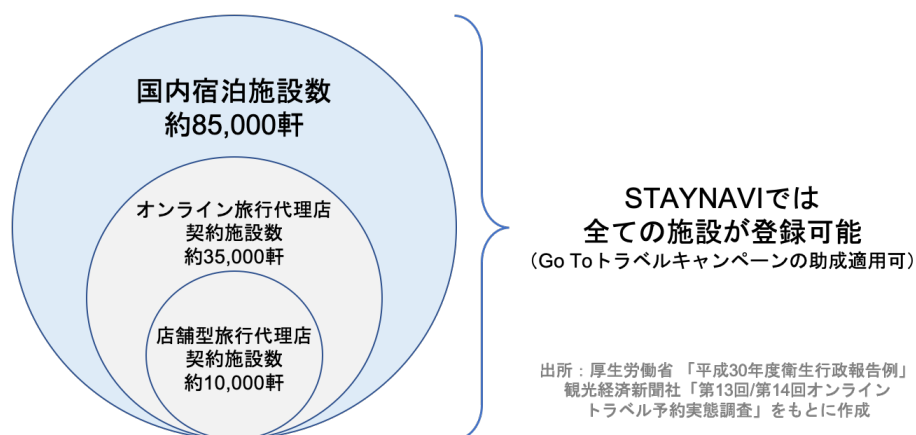 国内宿泊施設数
約85,000軒
オンライン旅行代理店
契約施設数
約35,000軒
店舗型旅行代理店
契約施設数
約10,000軒
STAYNAVIでは
全ての施設が登録可能
（Go Toトラベルキャンペーンの助成適用可）
出所：厚生労働省 「平成30年度衛生行政報告例」
観光経済新聞社「第13回/第14回オンライン
トラベル予約実態調査」をもとに作成